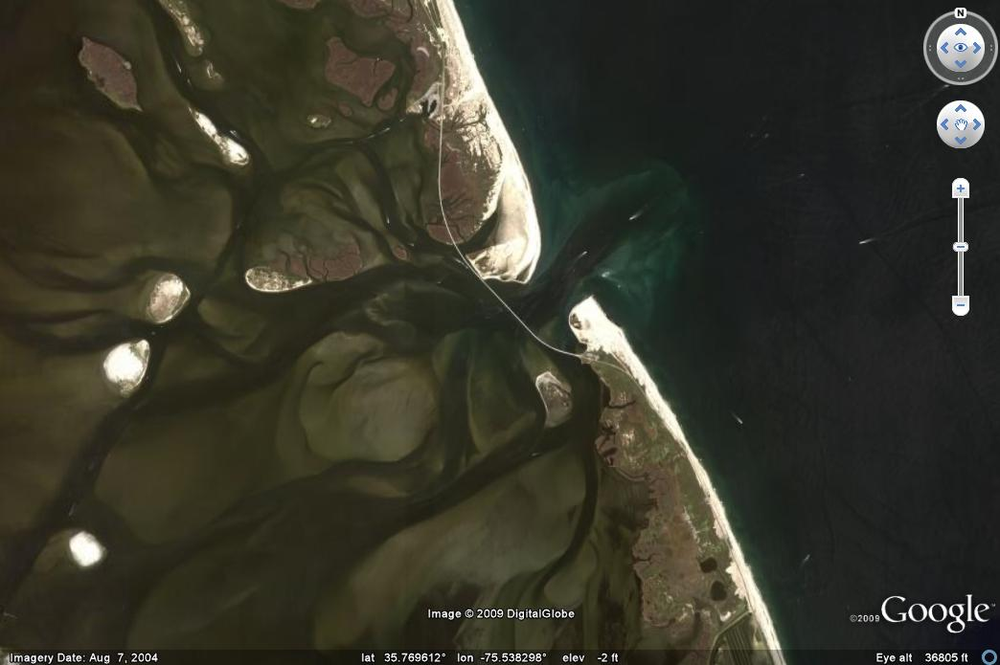 N
Image © 2009 DigitalGlobe
©2009 Google™
Imagery Date: Aug 7, 2004 lat 35.769612° lon -75.538298° elev -2 ft Eye alt 36805 ft